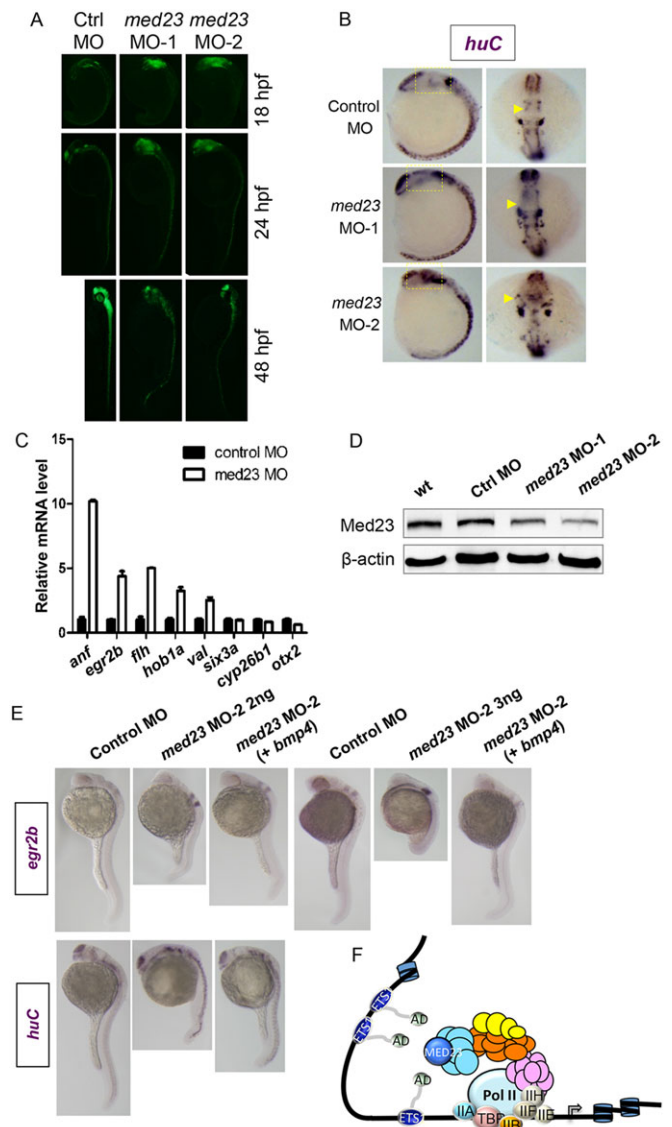 A
Ctrl MO
med23 MO-1
med23 MO-2
18 hpf
24 hpf
48 hpf
B
huC
Control MO
med23 MO-1
med23 MO-2
C
Relative mRNA level
15
10
5
0
control MO
med23 MO
anf
egr2b
flh
hob1a
val
six3a
cyp26b1
otx2
D
wt
Ctrl MO
med23 MO-1
med23 MO-2
Med23
β-actin
E
Control MO
med23 MO-2 2ng
med23 MO-2 (+ bmp4)
Control MO
med23 MO-2 3ng
med23 MO-2 (+ bmp4)
egr2b
huC
F
ETS1
ETS1
ETS1
AD
AD
AD
MED23
Pol II
IIH
IIA
TBP
IIB
IIF
IIE